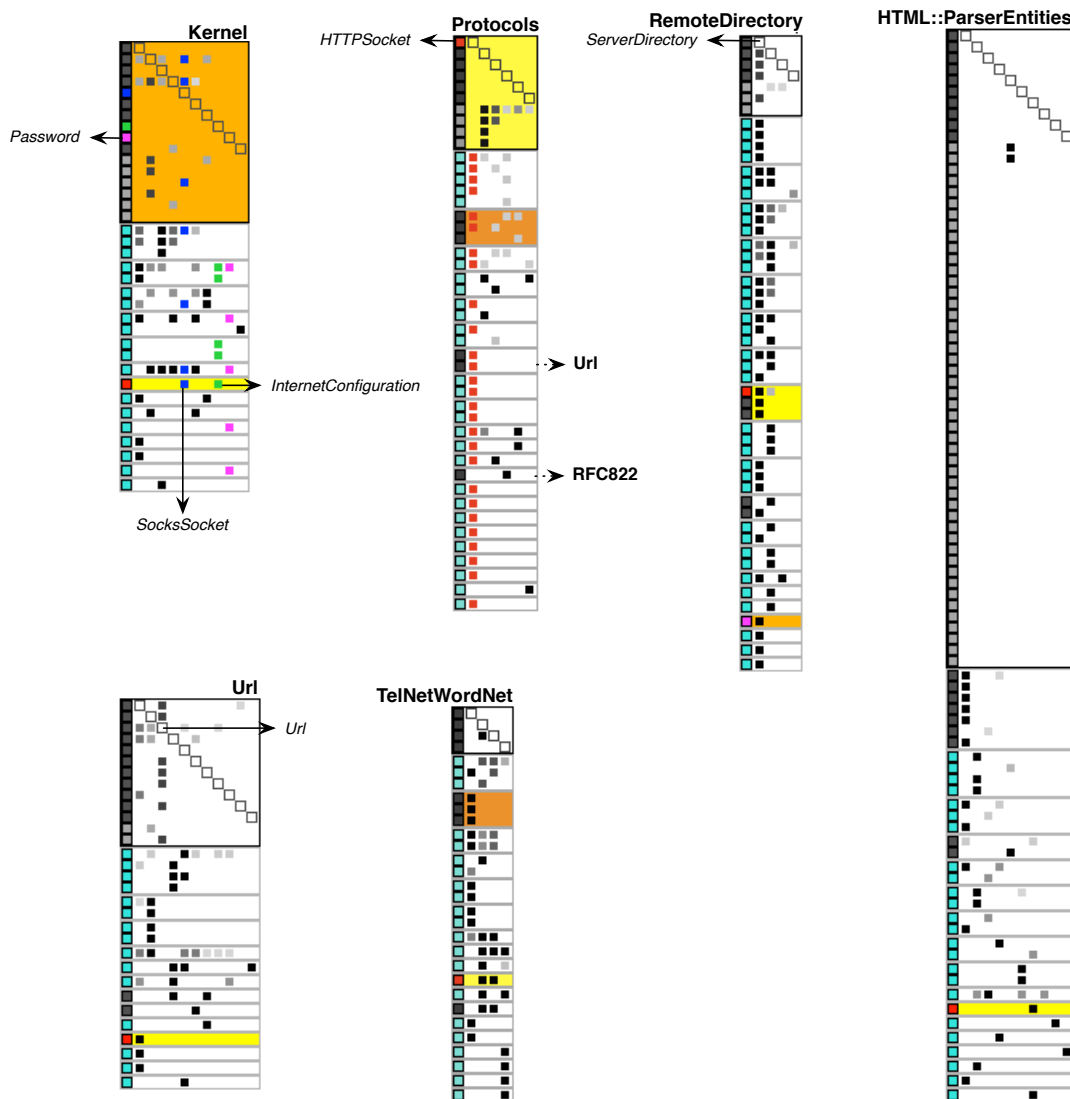 Kernel
Protocols
RemoteDirectory
HTML::ParserEntities
HTTPSocket
ServerDirectory
Password
Url
InternetConfiguration
RFC822
SocksSocket
Url
TelNetWordNet
Url